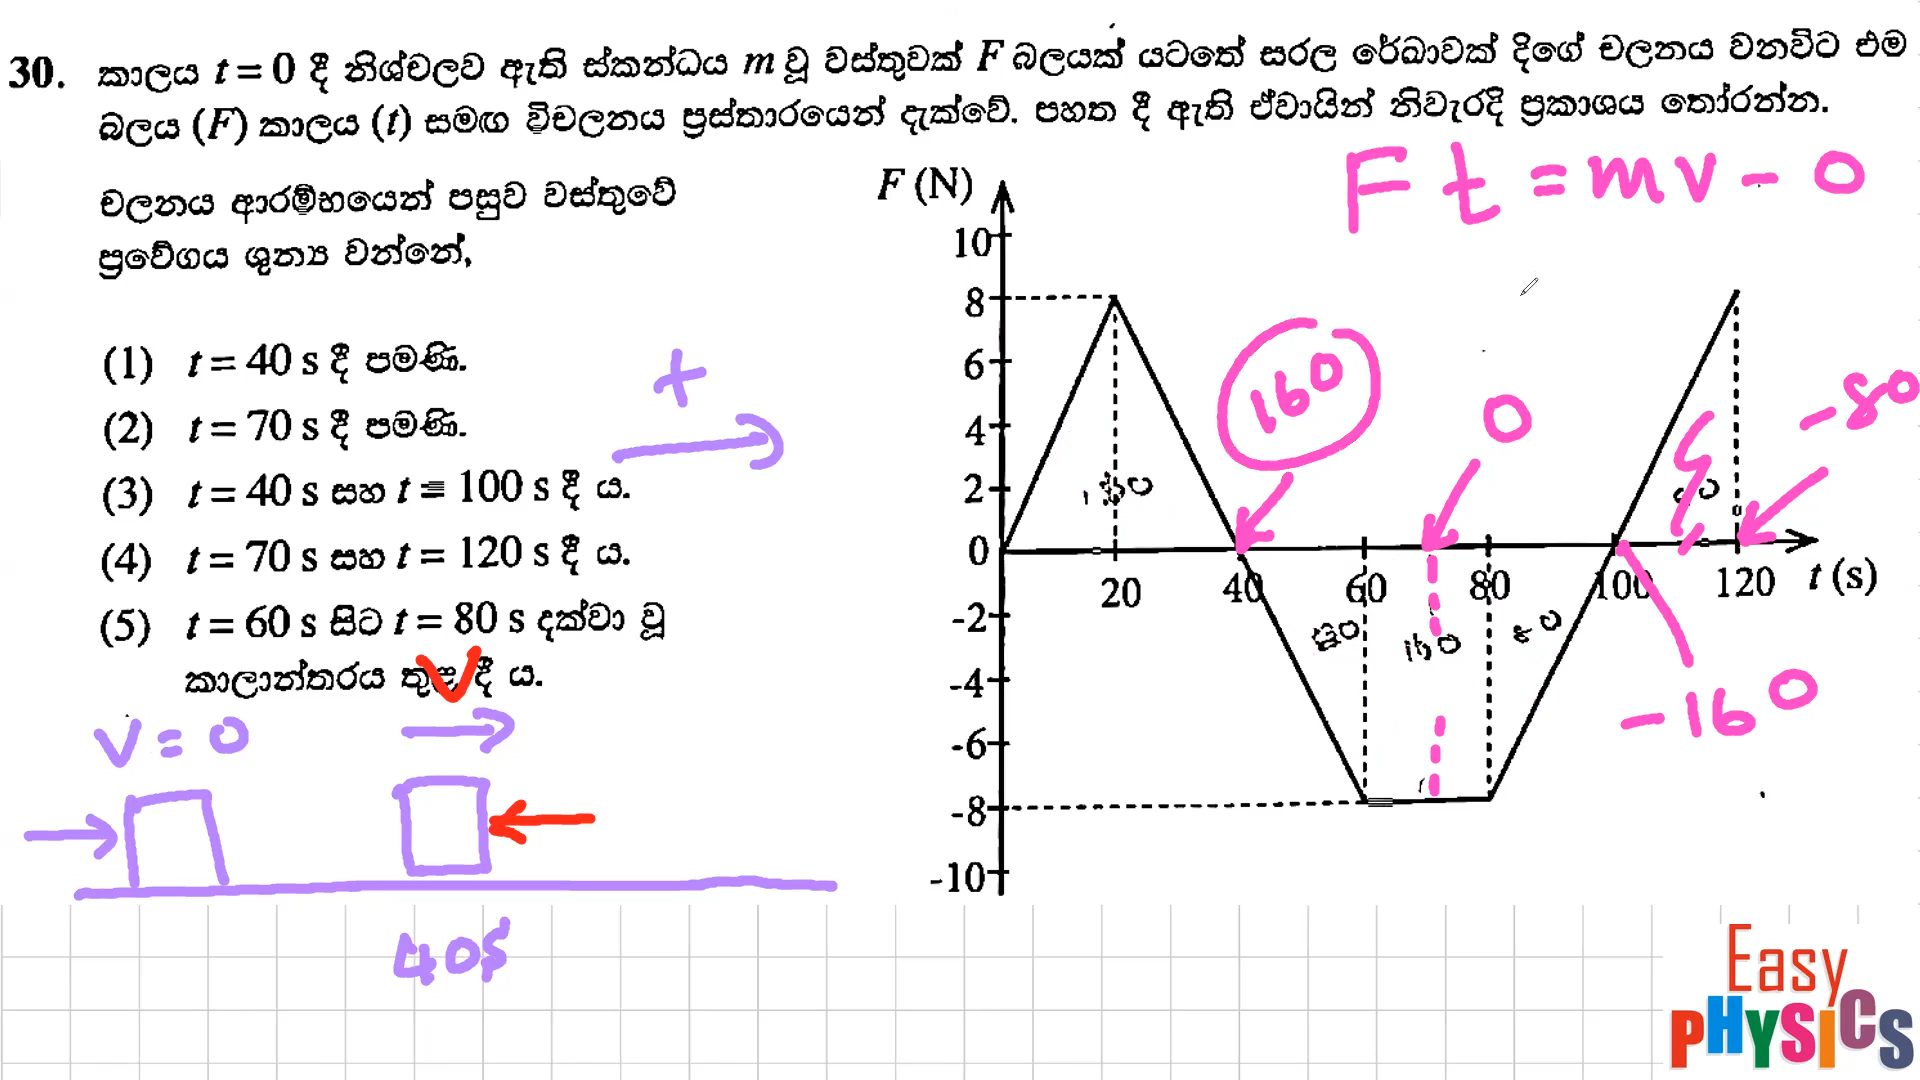 30. කාලය t = 0 දී නිශ්චලව ඇති ස්කන්ධය m වූ වස්තුවක් F බලයක් යටතේ සරල රේඛාවක් දිගේ චලනය වනවිට එම
බලය (F) කාලය (t) සමඟ විචලනය ප්‍රස්තාරයෙන් දැක්වේ. පහත දී ඇති ඒවායින් නිවැරදි ප්‍රකාශය තෝරන්න.
චලනය ආරම්භයෙන් පසුව වස්තුවේ
ප්‍රවේගය ශුන්‍ය වන්නේ,
(1) t = 40 s දී පමණි.
(2) t = 70 s දී පමණි.
(3) t = 40 s සහ t = 100 s දී ය.
(4) t = 70 s සහ t = 120 s දී ය.
(5) t = 60 s සිට t = 80 s දක්වා වූ
කාලාන්තරය තුළ දී ය.
V = 0
V
40s
F t = mv - 0
F (N)
10
8
6
4
2
0
-2
-4
-6
-8
-10
20 40 60 80 100 120 t (s)
160
0
-80
-160
160
80
Easy
PHYSICS